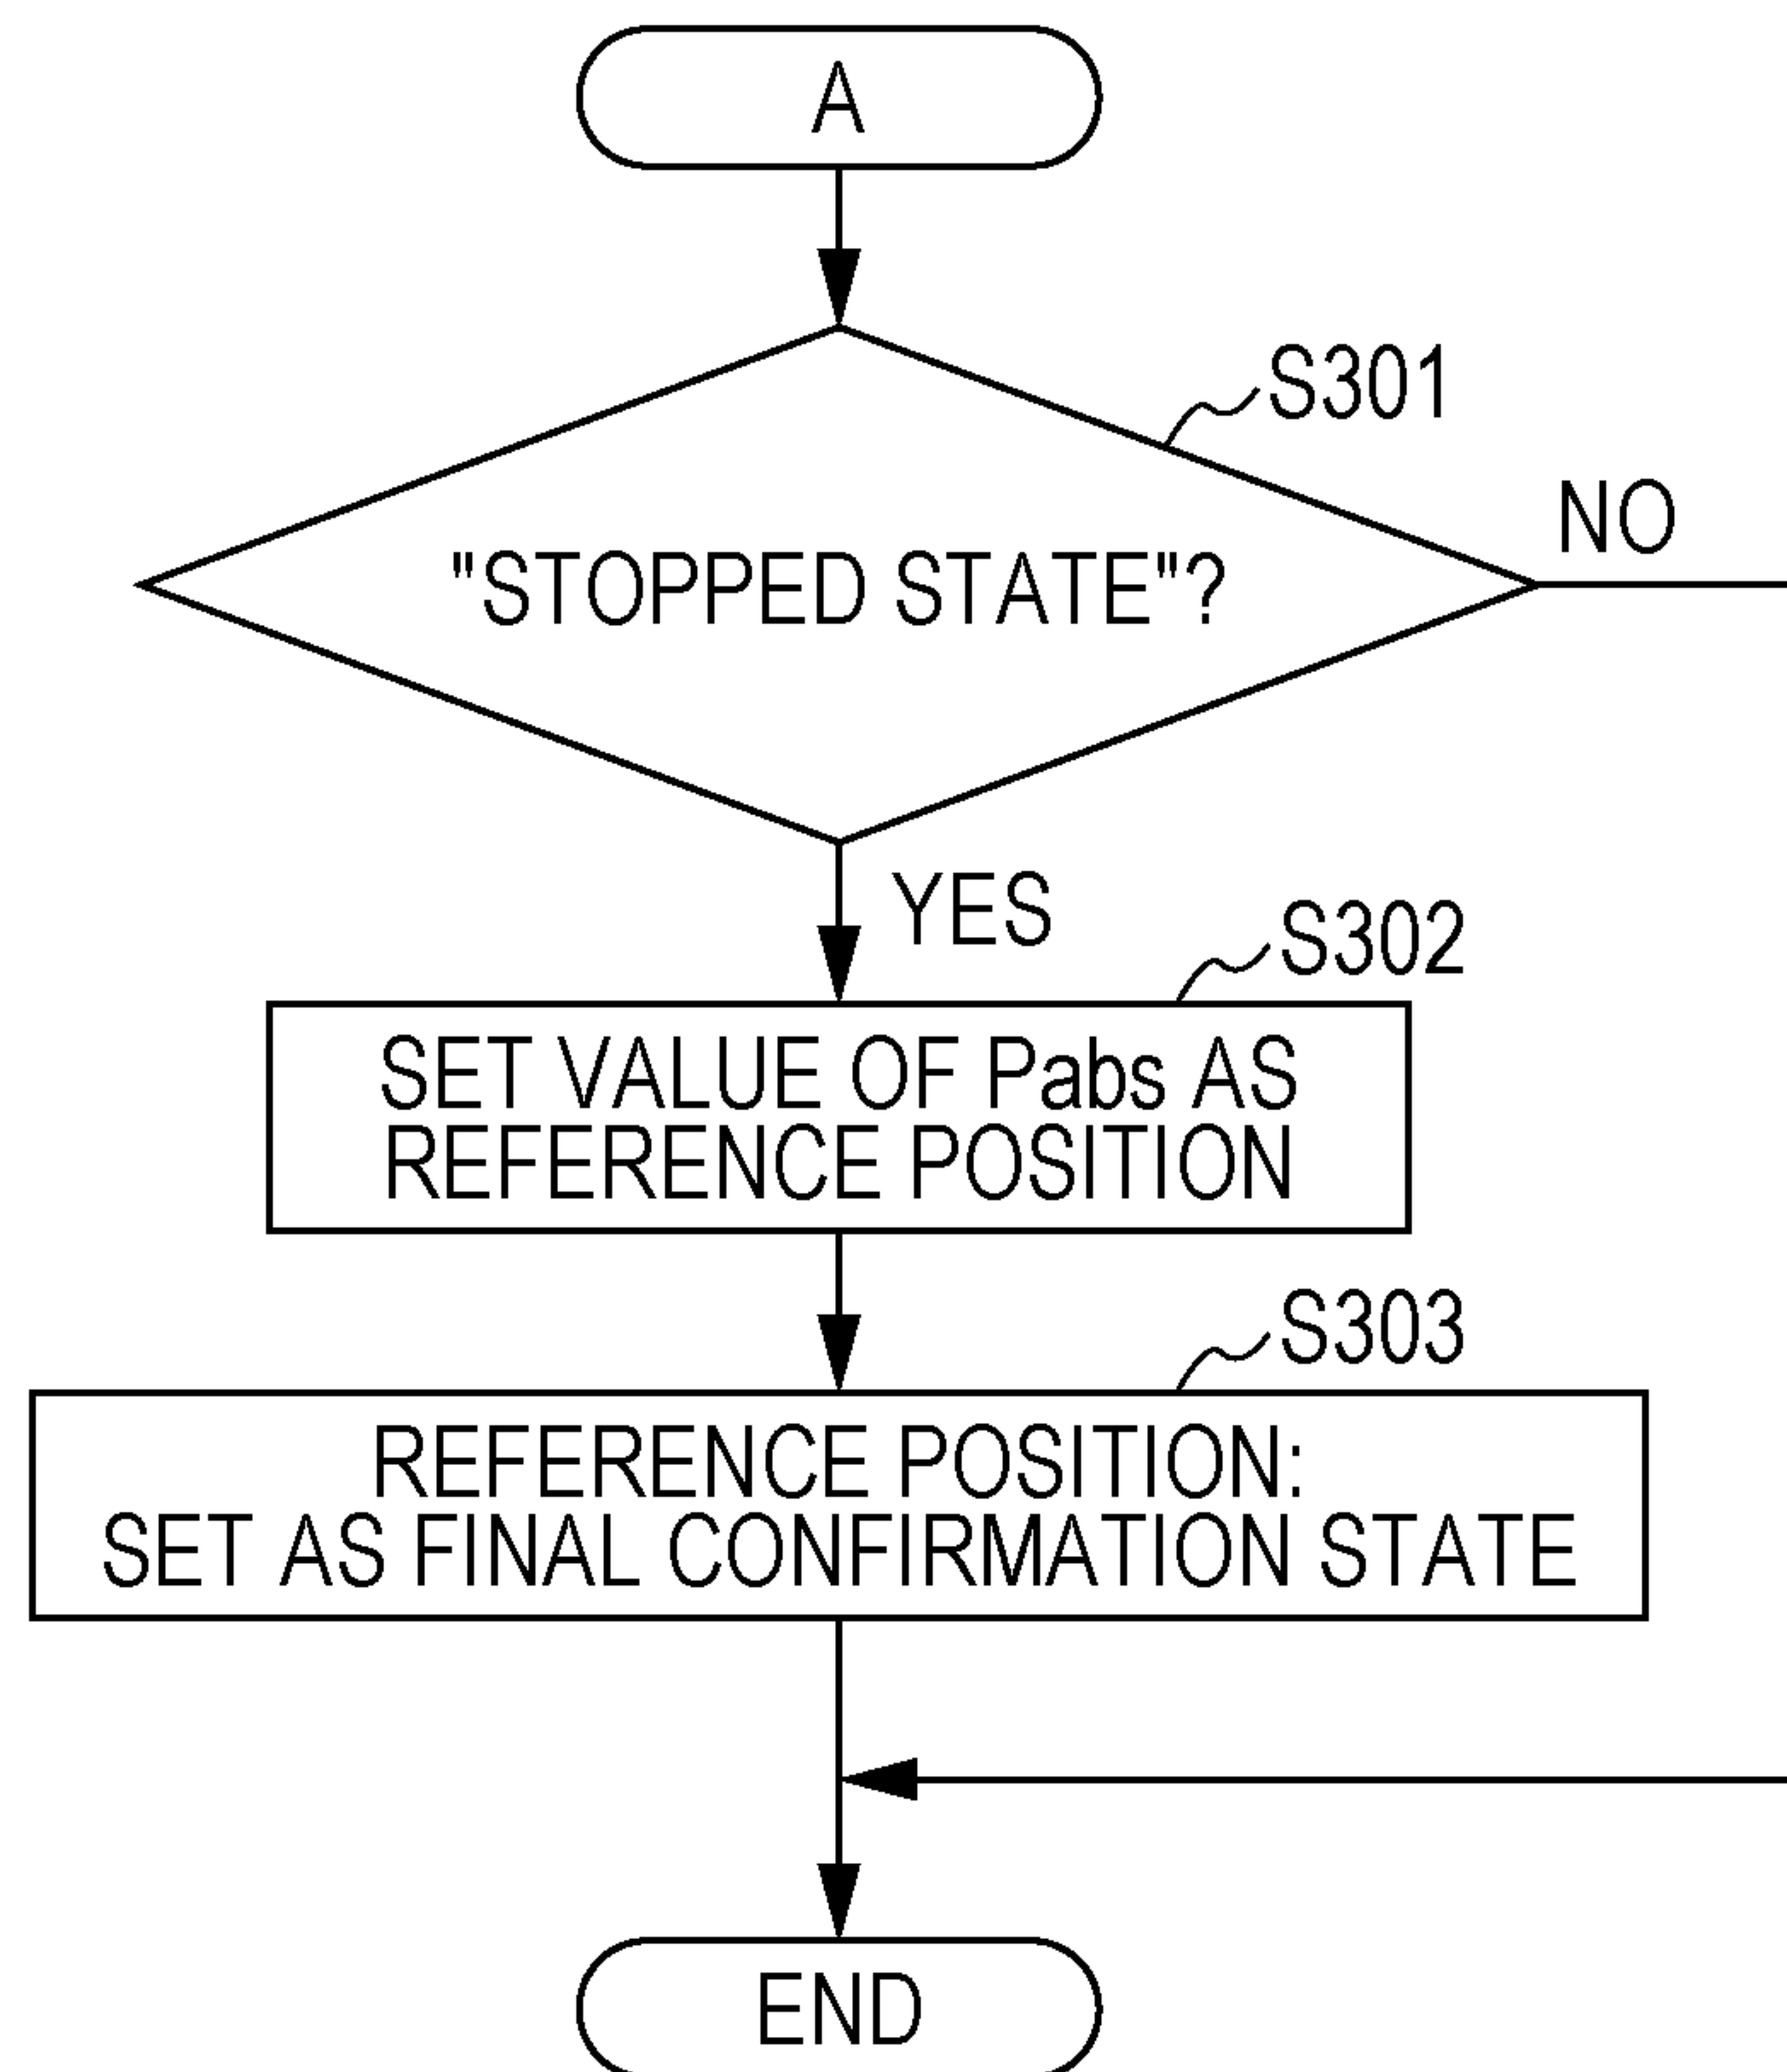 A
S301
NO
"STOPPED STATE"?
YES
S302
SET VALUE OF Pabs AS
REFERENCE POSITION
S303
REFERENCE POSITION:
SET AS FINAL CONFIRMATION STATE
END